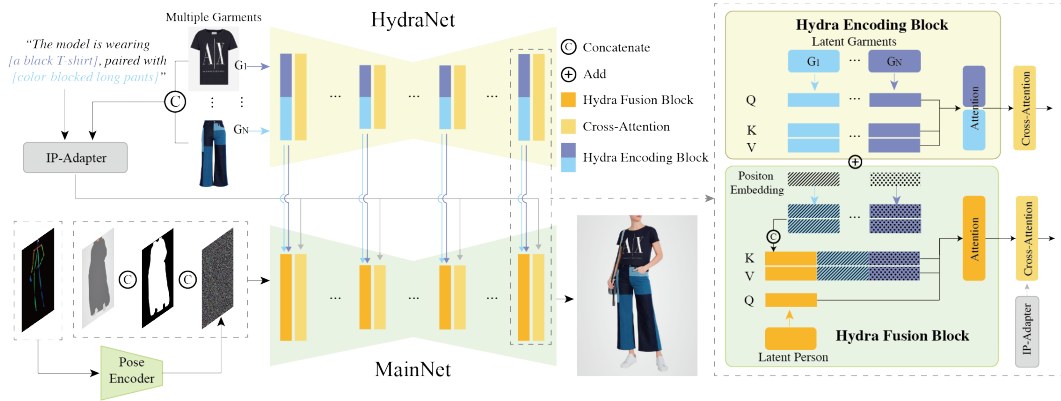 HydraNet
Multiple Garments
“The model is wearing
[a black T-shirt], paired with
[color-blocked long pants]”
A X
G1
C
GN
IP-Adapter
C Concatenate
+ Add
Hydra Fusion Block
Cross-Attention
Hydra Encoding Block
... ... ...
C C
... ... ...
Pose
Encoder
MainNet
A X
Hydra Encoding Block
Latent Garments
G1 ... GN
Q ...
K ...
V
Attention
Cross-Attention
+
Positon
Embedding
...
C
K
V
Q
Attention
Cross-Attention
Latent Person
Hydra Fusion Block
IP-Adapter